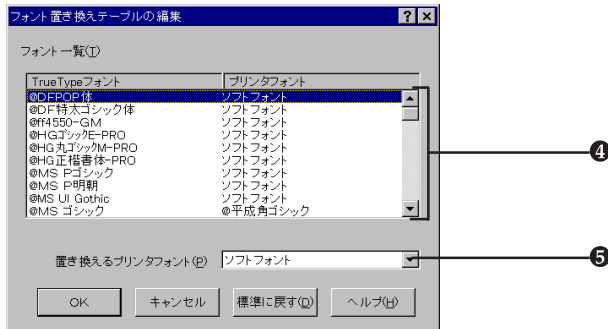 フォント置き換えテーブルの編集
フォント一覧(T)
TrueTypeフォント プリンタフォント
@DFPOP体 ソフトフォント
@DF特太ゴシック体 ソフトフォント
@ff4550-GM ソフトフォント
@HGゴシックE-PRO ソフトフォント
@HG丸ゴシックM-PRO ソフトフォント
@HG正楷書体-PRO ソフトフォント
@MS Pゴシック ソフトフォント
@MS P明朝 ソフトフォント
@MS UI Gothic ソフトフォント
@MS ゴシック @平成角ゴシック
❹
置き換えるプリンタフォント(P) ソフトフォント
❺
OK キャンセル 標準に戻す(D) ヘルプ(H)